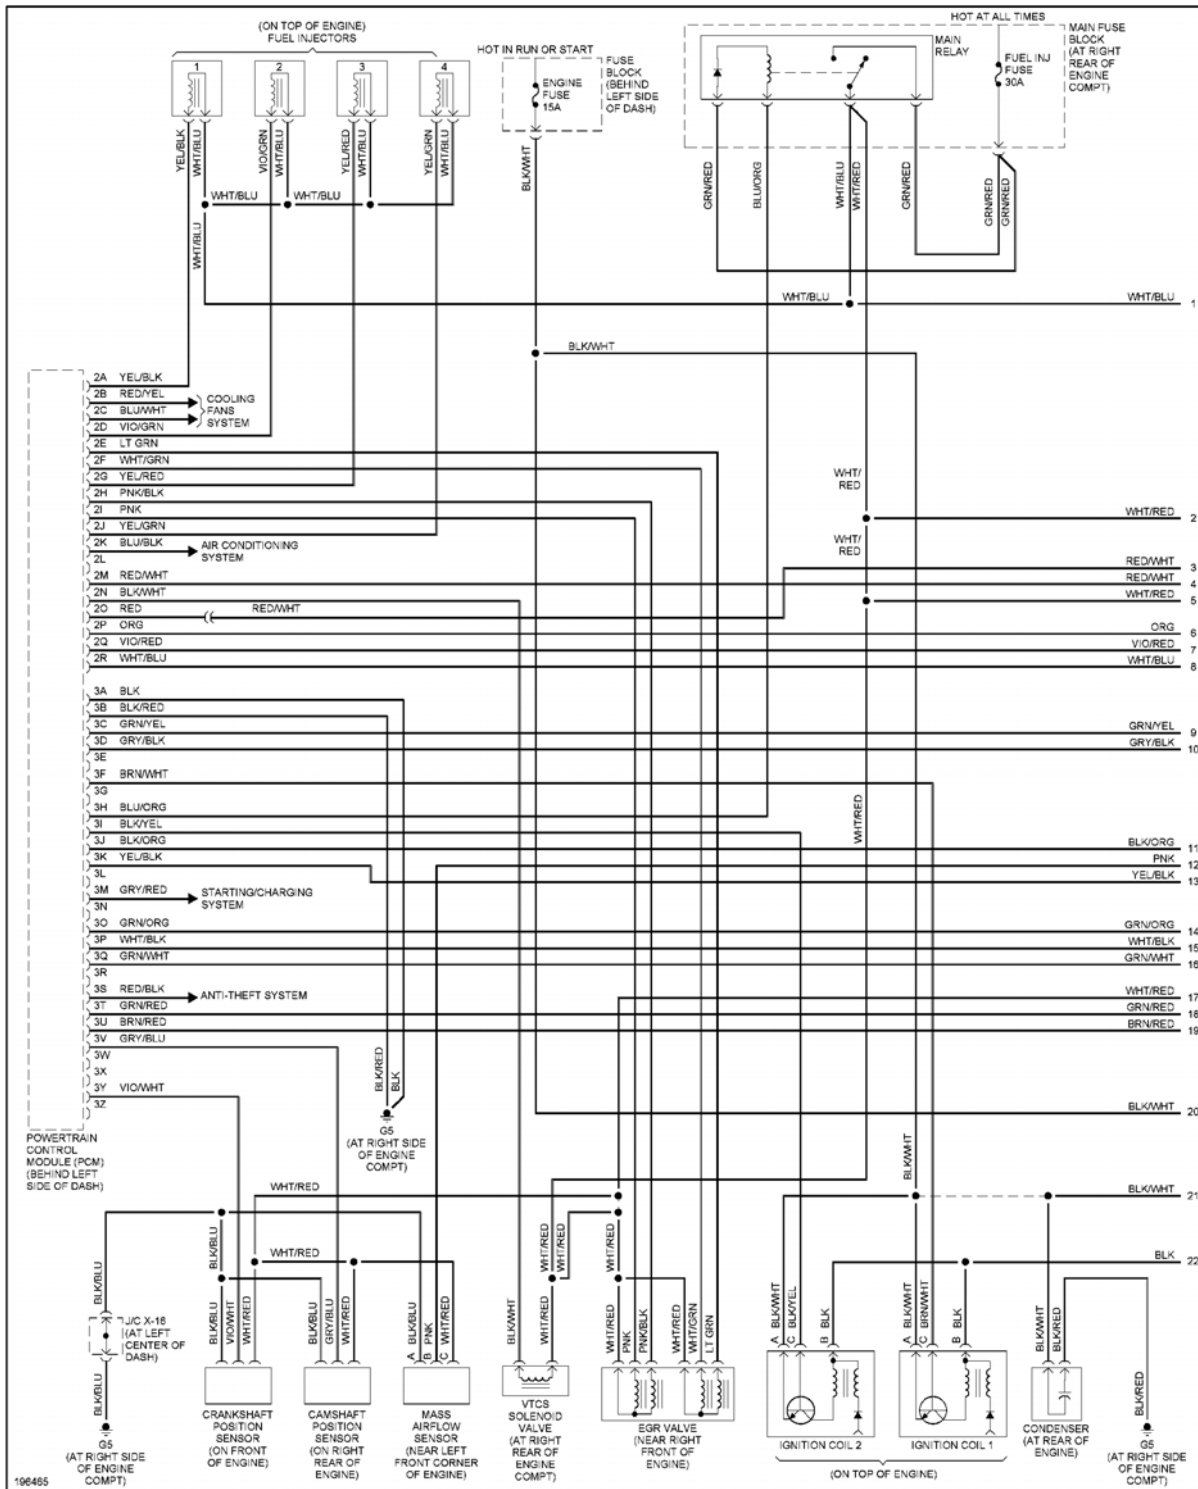 (ON TOP OF ENGINE)
FUEL INJECTORS
1
2
3
4
YEL/BLK
WHT/BLU
VIO/GRN
WHT/BLU
YEL/RED
WHT/BLU
YEL/GRN
WHT/BLU
WHT/BLU
WHT/BLU
WHT/BLU
HOT IN RUN OR START
ENGINE
FUSE
15A
FUSE
BLOCK
(BEHIND
LEFT SIDE
OF DASH)
BLK/WHT
HOT AT ALL TIMES
MAIN
RELAY
FUEL INJ
FUSE
30A
MAIN FUSE
BLOCK
(AT RIGHT
REAR OF
ENGINE
COMPT)
GRN/RED
BLU/ORG
WHT/BLU
WHT/RED
GRN/RED
GRN/RED
GRN/RED
WHT/BLU
WHT/BLU 1
BLK/WHT
2A YEL/BLK
2B RED/YEL
2C BLU/WHT
COOLING
FANS
SYSTEM
2D VIO/GRN
2E LT GRN
2F WHT/GRN
2G YEL/RED
2H PNK/BLK
2I PNK
2J YEL/GRN
2K BLU/BLK
AIR CONDITIONING
SYSTEM
2L
2M RED/WHT
2N BLK/WHT
2O RED
RED/WHT
2P ORG
2Q VIO/RED
2R WHT/BLU
WHT/
RED
WHT/
RED
WHT/RED 2
RED/WHT 3
RED/WHT 4
WHT/RED 5
ORG 6
VIO/RED 7
WHT/BLU 8
3A BLK
3B BLK/RED
3C GRN/YEL
3D GRY/BLK
3E
3F BRN/WHT
3G
3H BLU/ORG
3I BLK/YEL
3J BLK/ORG
3K YEL/BLK
3L
3M GRY/RED
STARTING/CHARGING
SYSTEM
3N
3O GRN/ORG
3P WHT/BLK
3Q GRN/WHT
3R
3S RED/BLK
ANTI-THEFT SYSTEM
3T GRN/RED
3U BRN/RED
3V GRY/BLU
3W
3X
3Y VIO/WHT
3Z
GRN/YEL 9
GRY/BLK 10
WHT/RED
BLK/ORG 11
PNK 12
YEL/BLK 13
GRN/ORG 14
WHT/BLK 15
GRN/WHT 16
WHT/RED 17
GRN/RED 18
BRN/RED 19
BLK/RED
BLK
G5
(AT RIGHT SIDE
OF ENGINE
COMPT)
POWERTRAIN
CONTROL
MODULE (PCM)
(BEHIND LEFT
SIDE OF DASH)
BLK/WHT 20
BLK/WHT
BLK/WHT 21
BLK 22
WHT/RED
WHT/RED
BLK/BLU
BLK/BLU
J/C X-16
(AT LEFT
CENTER OF
DASH)
BLK/BLU
G5
(AT RIGHT SIDE
OF ENGINE
COMPT)
BLK/BLU
VIO/WHT
WHT/RED
CRANKSHAFT
POSITION
SENSOR
(ON FRONT
OF ENGINE)
BLK/BLU
GRY/BLU
WHT/RED
CAMSHAFT
POSITION
SENSOR
(ON RIGHT
REAR OF
ENGINE)
A BLK/BLU
B PNK
C WHT/RED
MASS
AIRFLOW
SENSOR
(NEAR LEFT
FRONT CORNER
OF ENGINE)
WHT/RED
WHT/RED
BLK/WHT
WHT/RED
VTCS
SOLENOID
VALVE
(AT RIGHT
REAR OF
ENGINE
COMPT)
WHT/RED
WHT/RED
PNK
PNK/BLK
WHT/RED
WHT/GRN
LT GRN
EGR VALVE
(NEAR RIGHT
FRONT OF
ENGINE)
A BLK/WHT
C BLK/YEL
B BLK
IGNITION COIL 2
A BLK/WHT
C BRN/WHT
B BLK
IGNITION COIL 1
(ON TOP OF ENGINE)
BLK/WHT
BLK/RED
CONDENSER
(AT REAR OF
ENGINE)
BLK/RED
G5
(AT RIGHT SIDE
OF ENGINE
COMPT)
196465